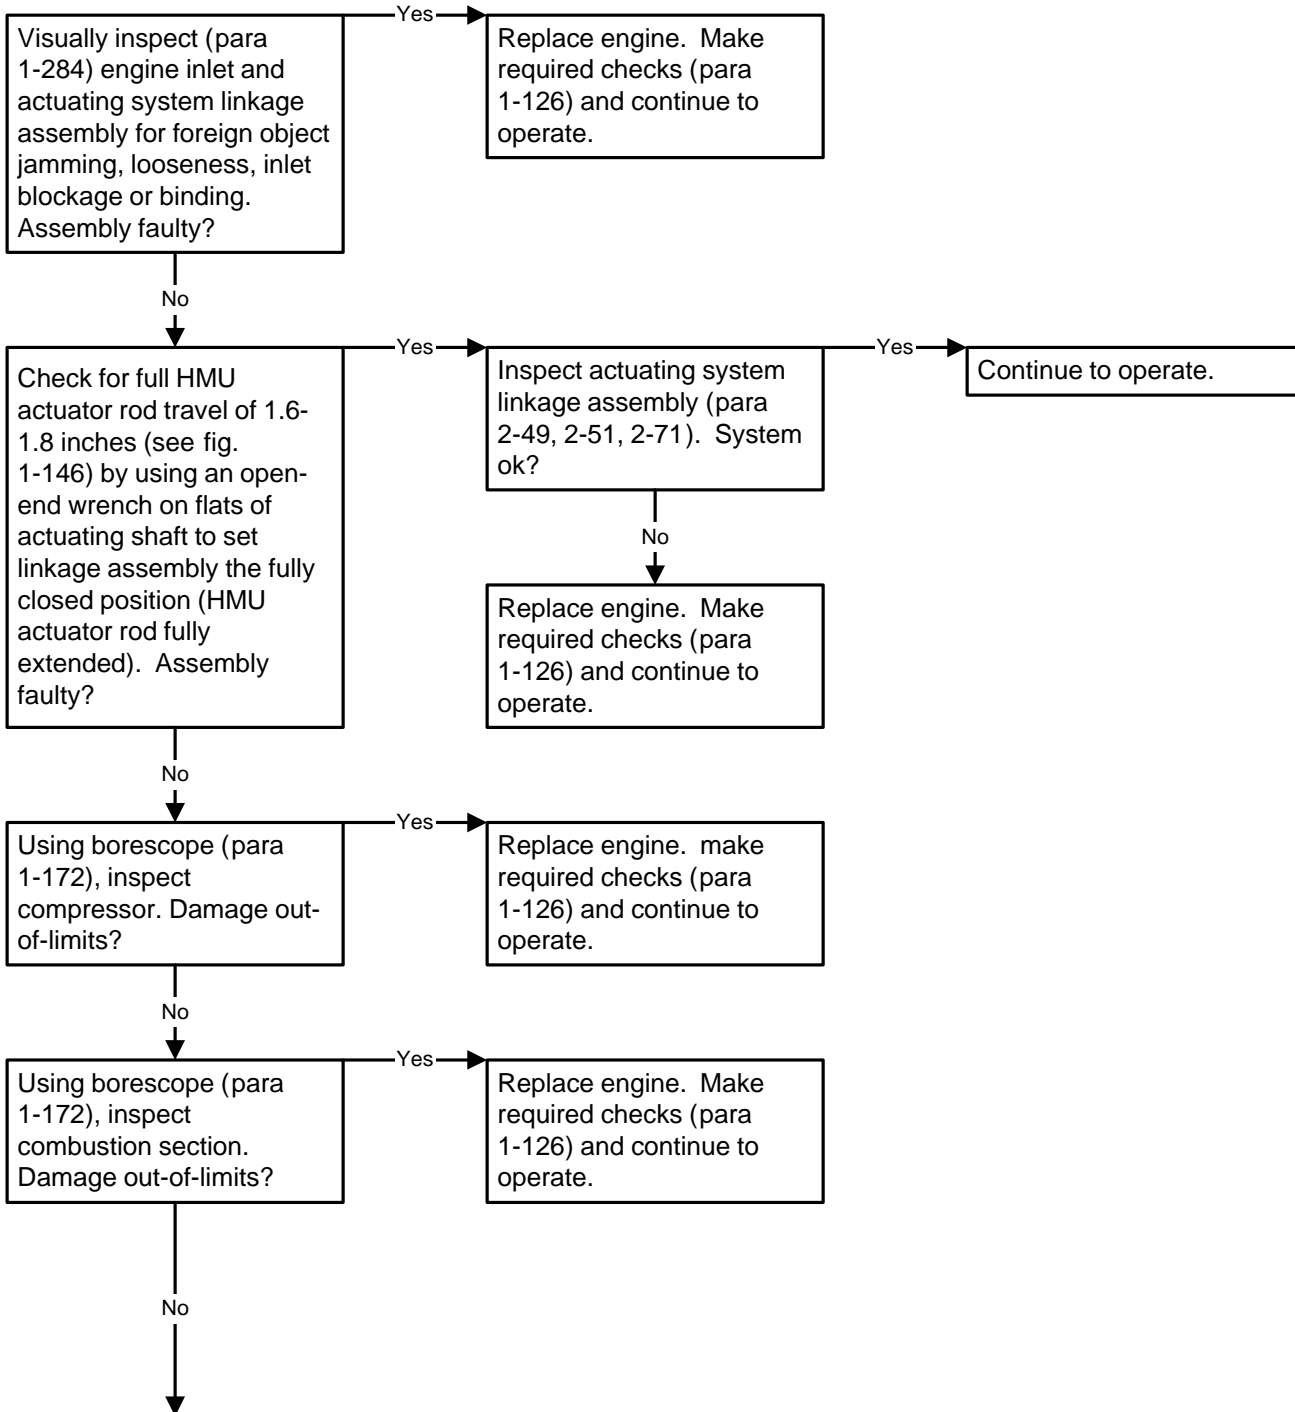 Visually inspect (para
1-284) engine inlet and
actuating system linkage
assembly for foreign object
jamming, looseness, inlet
blockage or binding.
Assembly faulty?
Yes
Replace engine.  Make
required checks (para
1-126) and continue to
operate.
No
Check for full HMU
actuator rod travel of 1.6-
1.8 inches (see fig.
1-146) by using an open-
end wrench on flats of
actuating shaft to set
linkage assembly the fully
closed position (HMU
actuator rod fully
extended).  Assembly
faulty?
Yes
Inspect actuating system
linkage assembly (para
2-49, 2-51, 2-71).  System
ok?
Yes
Continue to operate.
No
Replace engine.  Make
required checks (para
1-126) and continue to
operate.
No
Using borescope (para
1-172), inspect
compressor. Damage out-
of-limits?
Yes
Replace engine.  make
required checks (para
1-126) and continue to
operate.
No
Using borescope (para
1-172), inspect
combustion section.
Damage out-of-limits?
Yes
Replace engine.  Make
required checks (para
1-126) and continue to
operate.
No